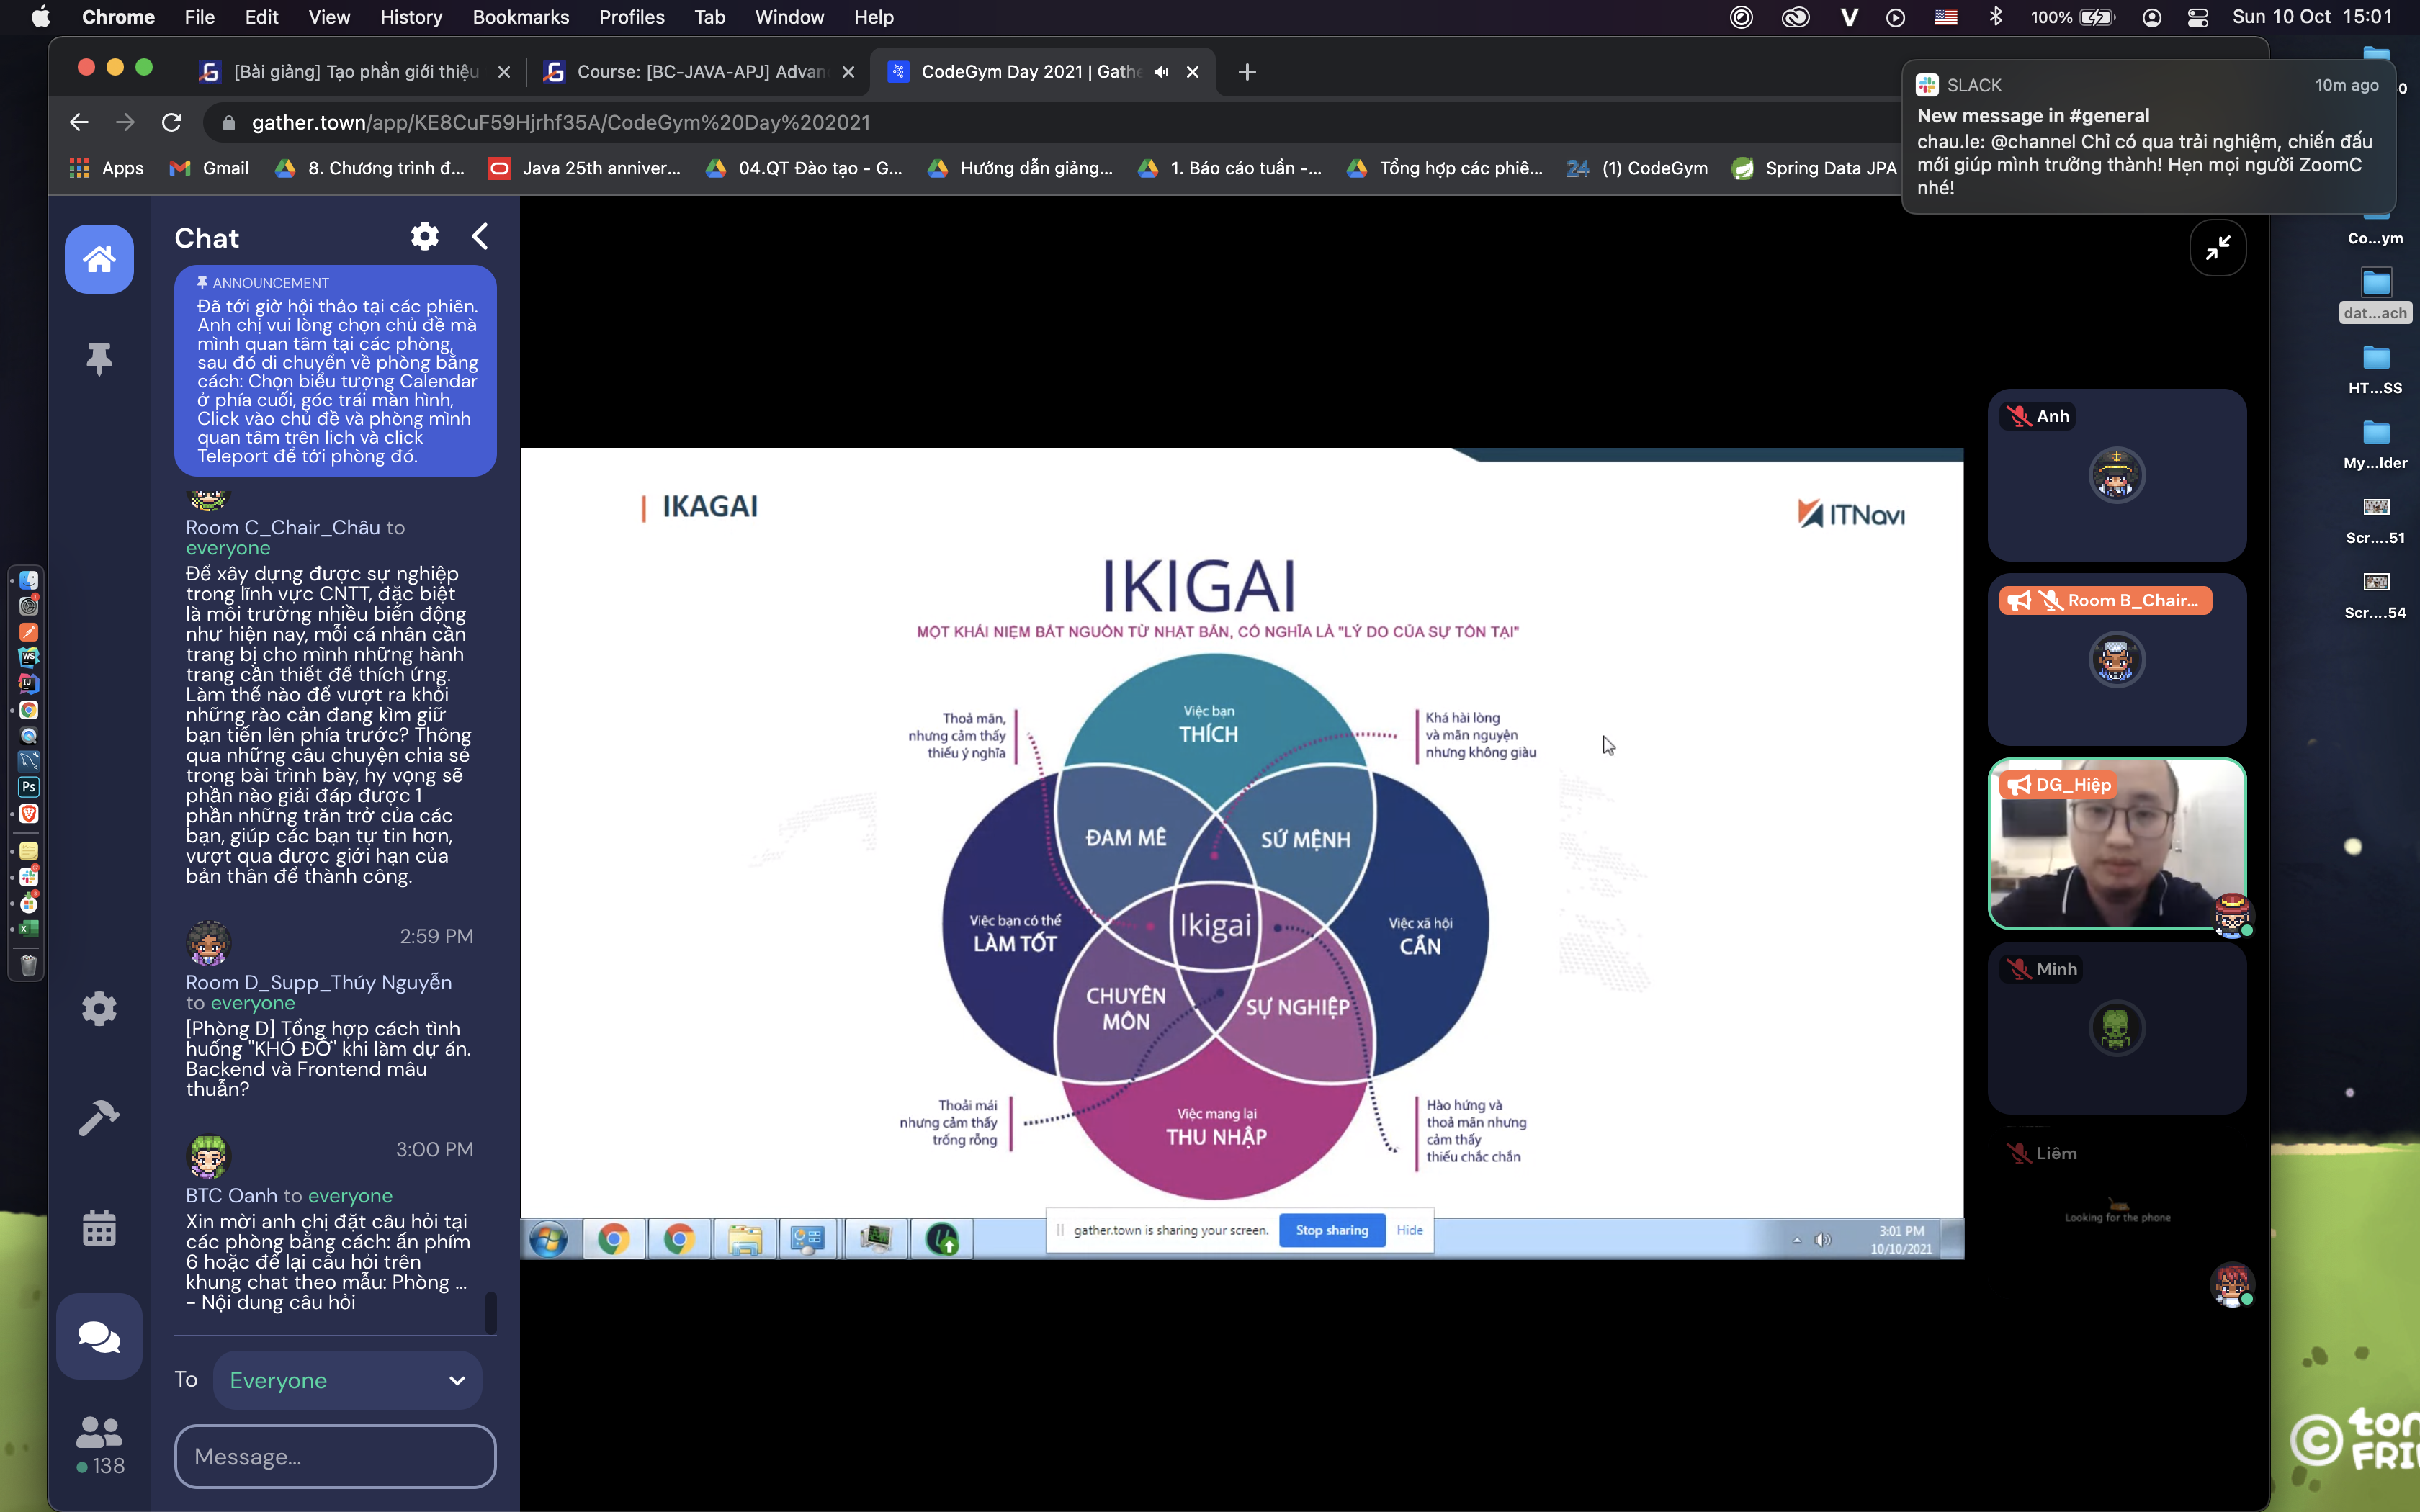 Chrome File Edit View History Bookmarks Profiles Tab Window Help
100% Sun 10 Oct 15:01
[Bài giảng] Tạo phần giới thiệu
Course: [BC-JAVA-APJ] Advan
CodeGym Day 2021 | Gathe
gather.town/app/KE8CuF59Hjrhf35A/CodeGym%20Day%202021
Apps Gmail 8. Chương trình đ... Java 25th anniver... 04.QT Đào tạo - G... Hướng dẫn giảng... 1. Báo cáo tuần -... Tổng hợp các phiê... (1) CodeGym Spring Data JPA
SLACK 10m ago
New message in #general
chau.le: @channel Chỉ có qua trải nghiệm, chiến đấu
mới giúp mình trưởng thành! Hẹn mọi người ZoomC
nhé!
Chat
ANNOUNCEMENT
Đã tới giờ hội thảo tại các phiên.
Anh chị vui lòng chọn chủ đề mà
mình quan tâm tại các phòng,
sau đó di chuyển về phòng bằng
cách: Chọn biểu tượng Calendar
ở phía cuối, góc trái màn hình,
Click vào chủ đề và phòng mình
quan tâm trên lich và click
Teleport để tới phòng đó.
Room C_Chair_Châu to
everyone
Để xây dựng được sự nghiệp
trong lĩnh vực CNTT, đặc biệt
là môi trường nhiều biến động
như hiện nay, mỗi cá nhân cần
trang bị cho mình những hành
trang cần thiết để thích ứng.
Làm thế nào để vượt ra khỏi
những rào cản đang kìm giữ
bạn tiến lên phía trước? Thông
qua những câu chuyện chia sẻ
trong bài trình bày, hy vọng sẽ
phần nào giải đáp được 1
phần những trăn trở của các
bạn, giúp các bạn tự tin hơn,
vượt qua được giới hạn của
bản thân để thành công.
2:59 PM
Room D_Supp_Thúy Nguyễn
to everyone
[Phòng D] Tổng hợp cách tình
huống "KHÓ ĐỠ" khi làm dự án.
Backend và Frontend mâu
thuẫn?
3:00 PM
BTC Oanh to everyone
Xin mời anh chị đặt câu hỏi tại
các phòng bằng cách: ấn phím
6 hoặc để lại câu hỏi trên
khung chat theo mẫu: Phòng ...
- Nội dung câu hỏi
To Everyone
Message...
138
IKAGAI
ITNavi
IKIGAI
MỘT KHÁI NIỆM BẮT NGUỒN TỪ NHẬT BẢN, CÓ NGHĨA LÀ "LÝ DO CỦA SỰ TỒN TẠI"
Việc bạn
THÍCH
Thoả mãn,
nhưng cảm thấy
thiếu ý nghĩa
Khá hài lòng
và mãn nguyện
nhưng không giàu
ĐAM MÊ
SỨ MỆNH
Việc bạn có thể
LÀM TỐT
Ikigai
Việc xã hội
CẦN
CHUYÊN
MÔN
SỰ NGHIỆP
Thoải mái
nhưng cảm thấy
trống rỗng
Việc mang lại
THU NHẬP
Hào hứng và
thoả mãn nhưng
cảm thấy
thiếu chắc chắn
gather.town is sharing your screen. Stop sharing Hide
3:01 PM
10/10/2021
Anh
Room B_Chair...
DG_Hiệp
Minh
Liêm
Looking for the phone
Co...ym
dat...ach
HT...SS
My...lder
Scr....51
Scr....54
WS
Ps
©
FRI